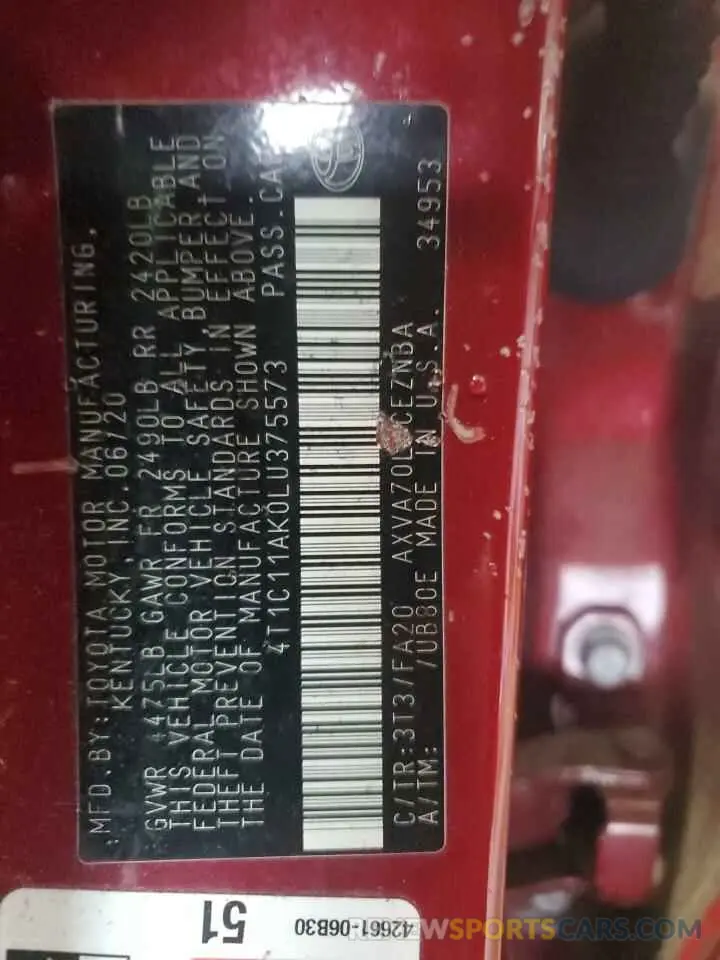 :MFD.BY:TOYOTA MOTOR MANUFACTURING,
KENTUCKY, INC. 06/20
GVWR 4475LB GAWR FR 2490LB RR 2420LB
THIS VEHICLE CONFORMS TO ALL APPLICABLE
FEDERAL MOTOR VEHICLE SAFETY, BUMPER, AND
THEFT PREVENTION STANDARDS IN EFFECT ON
THE DATE OF MANUFACTURE SHOWN ABOVE.
4T1C11AK0LU375573 PASS.CAR
C/TR:3T3/FA20 AXVA70L-CEZNBA 34953
A/TM: /UB80E MADE IN U.S.A.
51
42661-06B30
REVIEWSPORTSCARS.COM